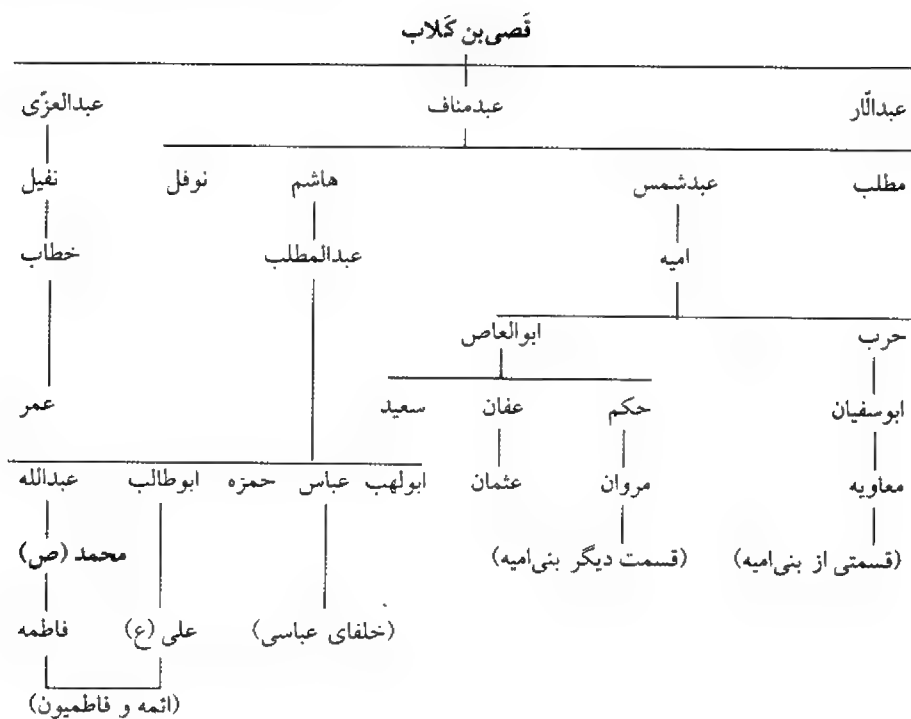 قَصی‌بن کَلاب
عبدالّار عبدمناف عبدالعزّی
مطلب عبدشمس هاشم نوفل نفیل
امیه عبدالمطلب خطاب
حرب ابوالعاص
ابوسفیان حکم عفان سعید عمر
معاویه مروان عثمان ابولهب عباس حمزه ابوطالب عبدالله
(قسمتی از بنی‌امیه) (قسمت دیگر بنی‌امیه) محمد (ص)
(خلفای عباسی) علی (ع) فاطمه
(ائمه و فاطمیون)